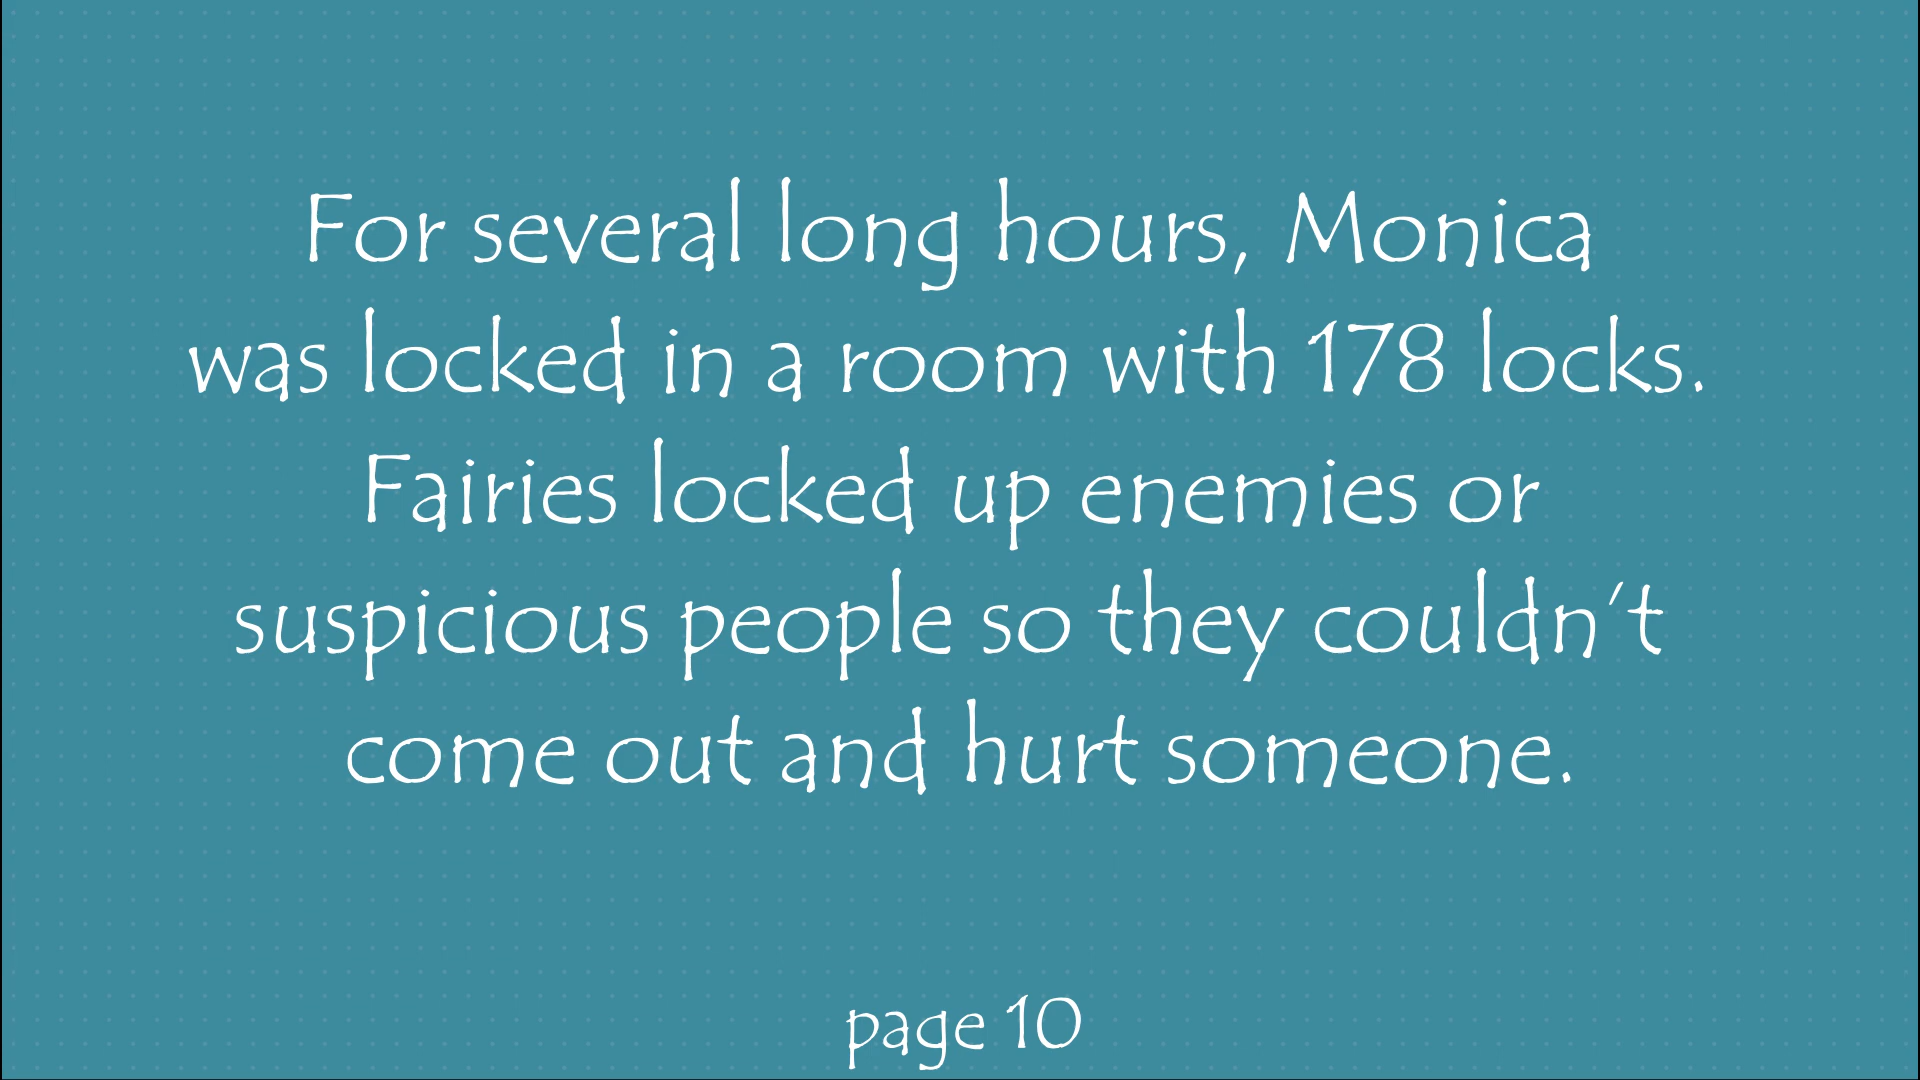 For several long hours, Monica
was locked in a room with 178 locks.
Fairies locked up enemies or
suspicious people so they couldn't
come out and hurt someone.
page 10